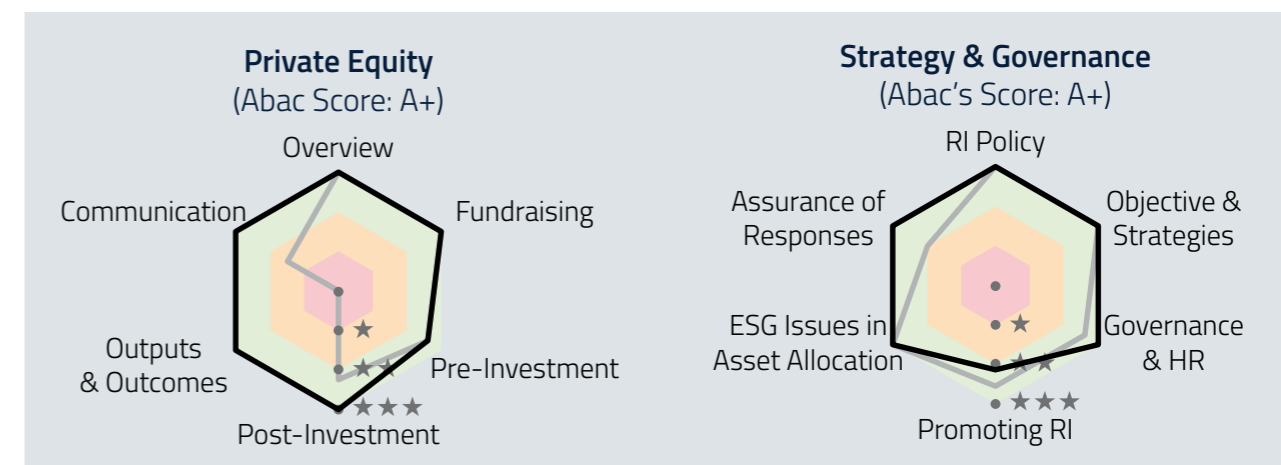 Private Equity
(Abac Score: A+)
Overview
Communication
Fundraising
Outputs
& Outcomes
Pre-Investment
Post-Investment
Strategy & Governance
(Abac’s Score: A+)
RI Policy
Assurance of
Responses
Objective &
Strategies
ESG Issues in
Asset Allocation
Governance
& HR
Promoting RI